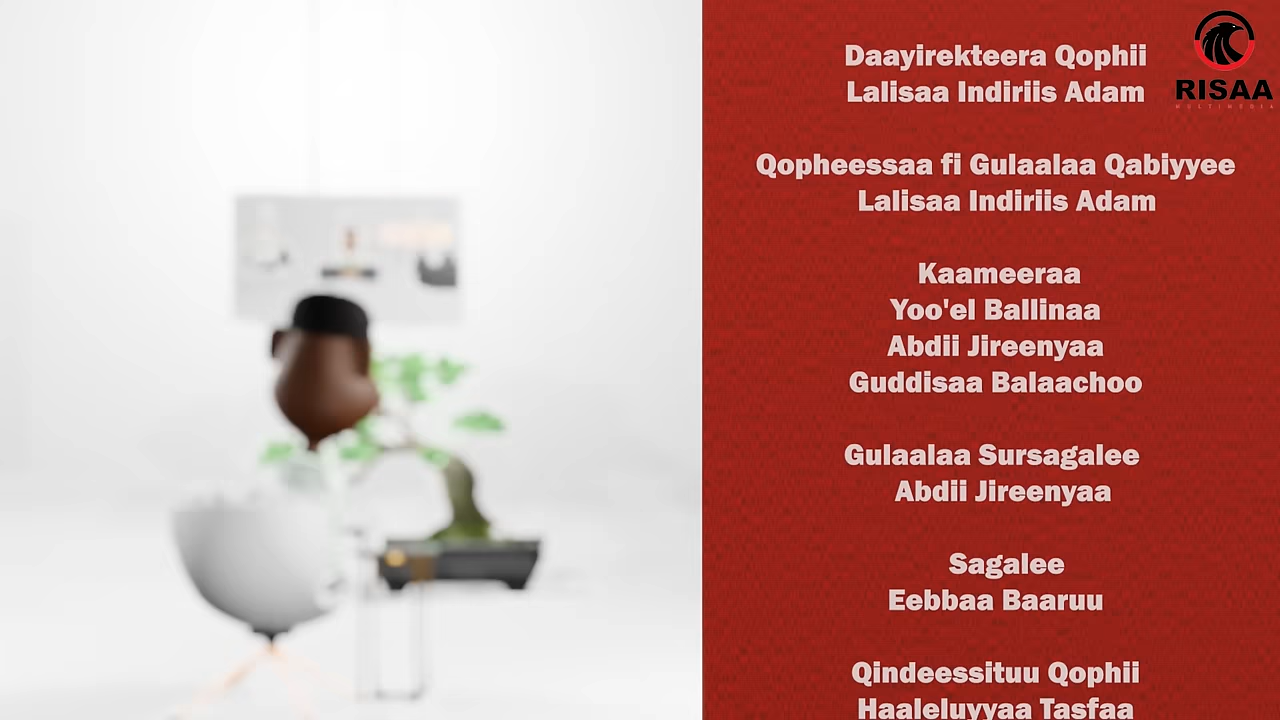 Daayirekteera Qophii
Lalisaa Indiriis Adam
RISAA
MULTIMEDIA
Qopheessaa fi Gulaalaa Qabiyyee
Lalisaa Indiriis Adam
Kaameeraa
Yoo'el Ballinaa
Abdii Jireenyaa
Guddisaa Balaachoo
Gulaalaa Sursagalee
Abdii Jireenyaa
Sagalee
Eebbaa Baaruu
Qindeessituu Qophii
Haaleluyyaa Tasfaa